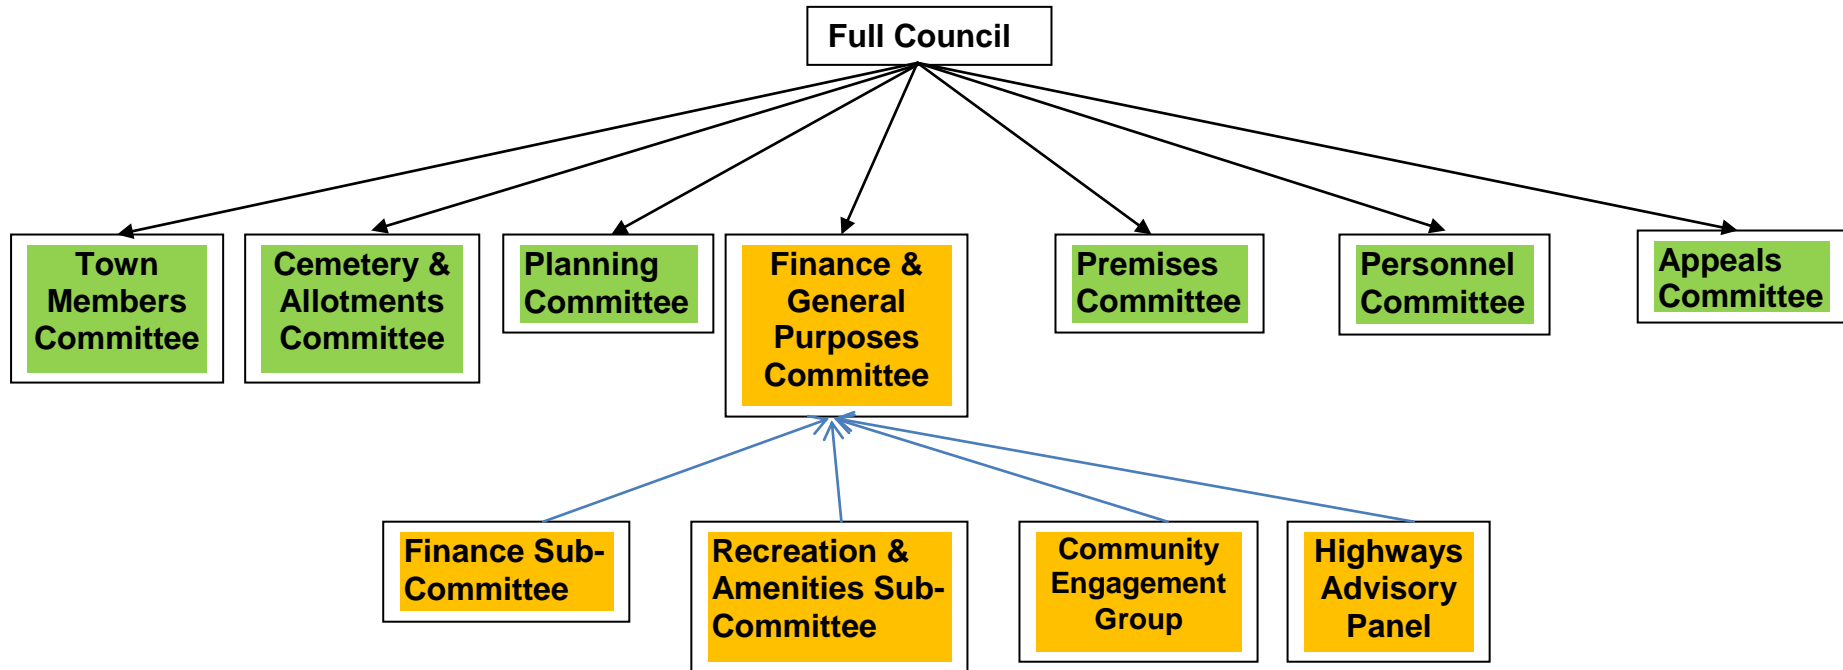 Full Council
Town
Members
Committee
Cemetery &
Allotments
Committee
Planning
Committee
Finance &
General
Purposes
Committee
Premises
Committee
Personnel
Committee
Appeals
Committee
Finance Sub-
Committee
Recreation &
Amenities Sub-
Committee
Community
Engagement
Group
Highways
Advisory
Panel